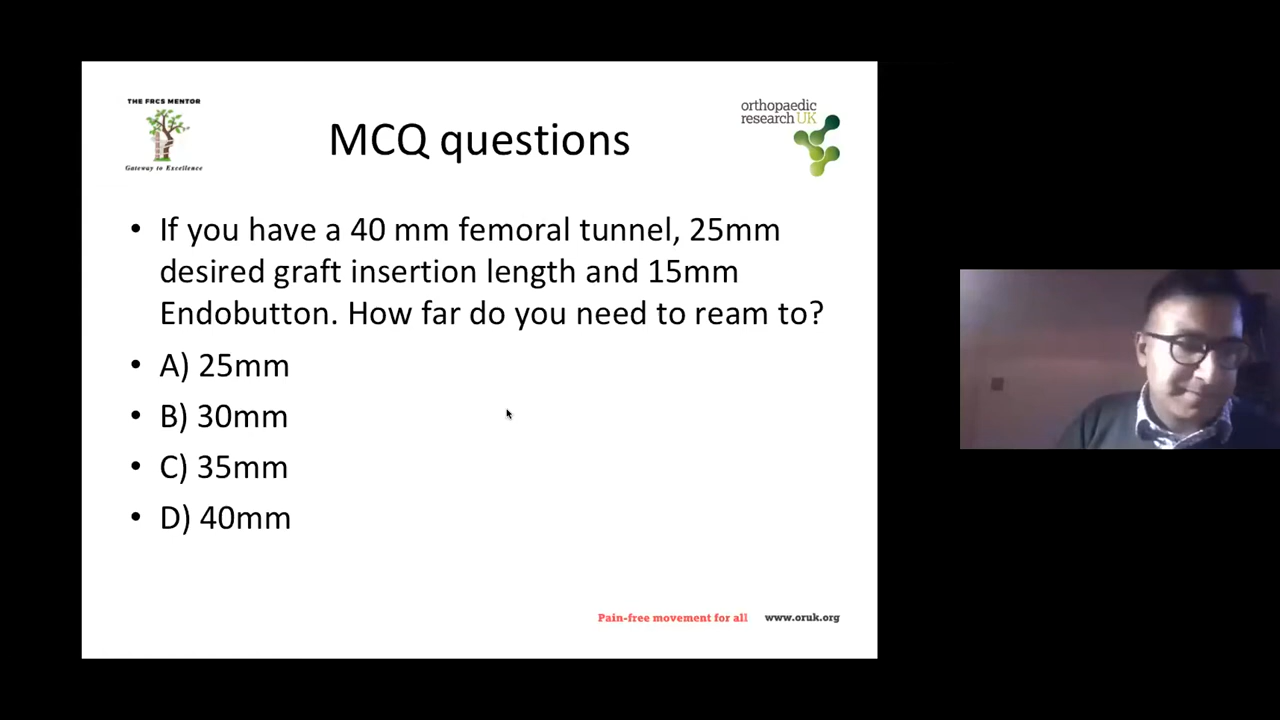 THE FRCS MENTOR
Gateway to Excellence
MCQ questions
orthopaedic
research UK
• If you have a 40 mm femoral tunnel, 25mm
desired graft insertion length and 15mm
Endobutton. How far do you need to ream to?
• A) 25mm
• B) 30mm
• C) 35mm
• D) 40mm
Pain-free movement for all www.oruk.org